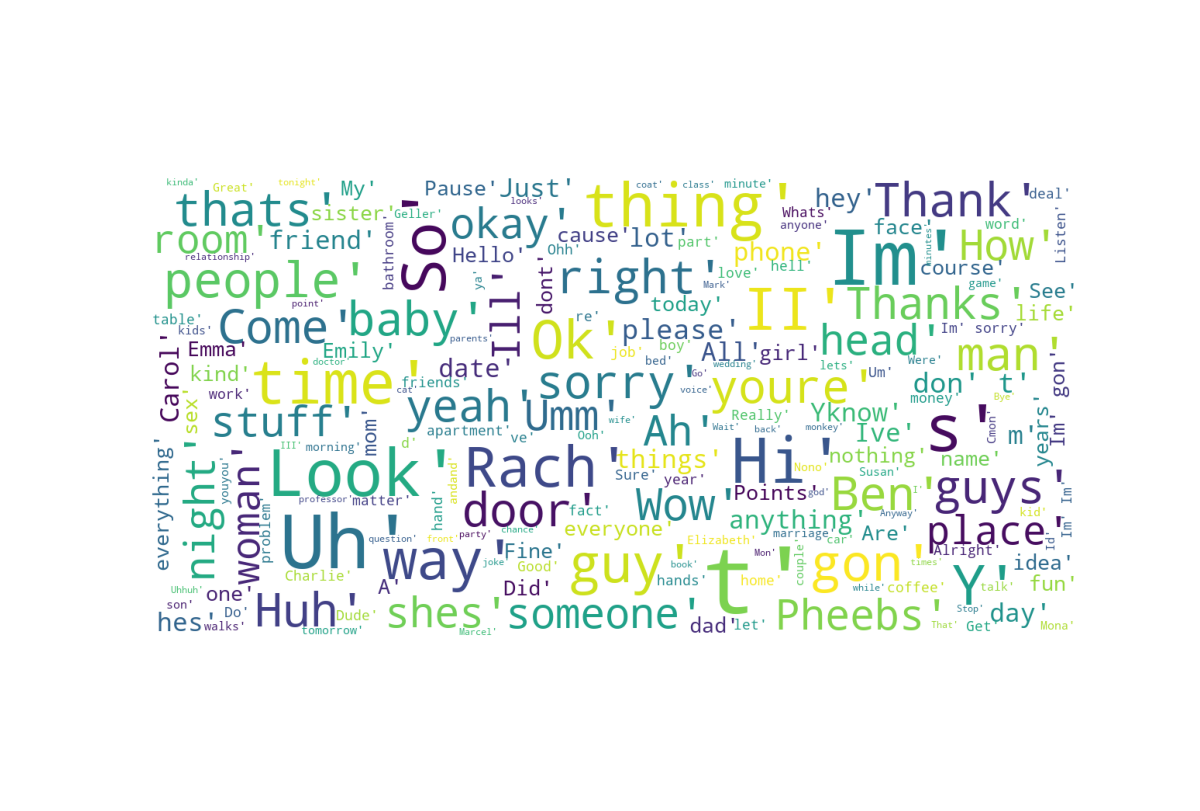 kinda'
Great'
tonight'
My'
Pause'
Just'
looks'
thing'
coat'
class'
minute'
hey'
Thank'
deal'
thats'
sister'
Geller'
So'
okay'
cause'
lot'
part'
Whats'
anyone'
face'
word
Listen'
room'
friend'
relationship'
bathroom'
Hello'
Ohh'
phone'
Im'
minutes'
How'
people'
point'
ya'
Ill'
dont'
right'
love'
hell'
Mark'
course'
game'
table'
kids'
Come'
baby'
parents'
Ok'
re'
today'
please'
II'
Thanks'
See'
life'
Im' sorry'
Carol'
Emma'
Emily'
doctor'
date'
job'
boy'
bed'
All'
girl'
wedding'
lets'
head'
Were'
man'
gon'
kind'
work'
sex'
time'
friends'
cat'
sorry'
Go'
voice'
youre'
Um'
don' t'
money'
Bye'
stuff'
mom'
yeah'
Umm'
wife'
Really'
Yknow'
Ive'
s'
Cmon'
m'
years'
Im'
everything'
night'
youyou'
woman'
problem'
III'
morning'
d'
apartment'
ve'
Ooh'
Ah'
Wait'
back'
monkey'
Hi'
nothing'
name'
Look'
andand'
Rach'
things'
Sure'
year'
Nono'
Susan'
professor'
matter'
hand'
door'
fact'
Wow'
Points'
god'
Ben'
I'
guys'
kid'
Im' Im'
Uh'
question'
front'
party'
chance'
everyone'
anything'
Elizabeth'
marriage'
Anyway'
Are'
car'
place'
Id'
Charlie'
way'
Fine'
Good'
joke'
guy'
book'
t'
Mon'
couple'
gon'
times'
Alright'
idea'
Uhhuh'
one'
A'
Did'
hands'
home'
while'
coffee'
Y'
talk'
fun'
son'
Do'
Huh'
Dude'
shes'
someone'
let'
Pheebs'
Stop'
day'
hes'
walks'
tomorrow'
Marcel'
dad'
That'
Get'
Mona'